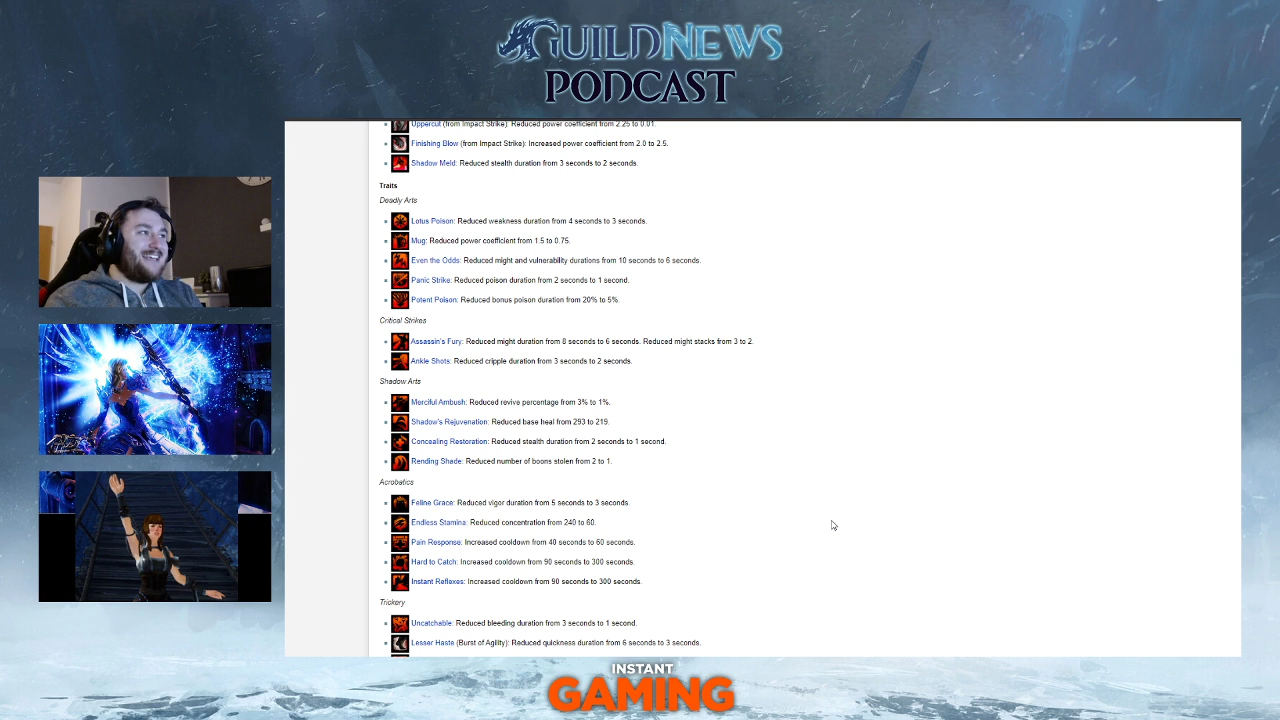 GUILDNEWS
PODCAST
Uppercut (from Impact Strike): Reduced power coefficient from 2.25 to 0.01.
Finishing Blow (from Impact Strike): Increased power coefficient from 2.0 to 2.5.
Shadow Meld: Reduced stealth duration from 3 seconds to 2 seconds.
Traits
Deadly Arts
Lotus Poison: Reduced weakness duration from 4 seconds to 3 seconds.
Mug: Reduced power coefficient from 1.5 to 0.75.
Even the Odds: Reduced might and vulnerability durations from 10 seconds to 6 seconds.
Panic Strike: Reduced poison duration from 2 seconds to 1 second.
Potent Poison: Reduced bonus poison duration from 20% to 5%.
Critical Strikes
Assassin's Fury: Reduced might duration from 8 seconds to 6 seconds. Reduced might stacks from 3 to 2.
Ankle Shots: Reduced cripple duration from 3 seconds to 2 seconds.
Shadow Arts
Merciful Ambush: Reduced revive percentage from 3% to 1%.
Shadow's Rejuvenation: Reduced base heal from 293 to 219.
Concealing Restoration: Reduced stealth duration from 2 seconds to 1 second.
Rending Shade: Reduced number of boons stolen from 2 to 1.
Acrobatics
Feline Grace: Reduced vigor duration from 5 seconds to 3 seconds.
Endless Stamina: Reduced concentration from 240 to 60.
Pain Response: Increased cooldown from 40 seconds to 60 seconds.
Hard to Catch: Increased cooldown from 90 seconds to 300 seconds.
Instant Reflexes: Increased cooldown from 90 seconds to 300 seconds.
Trickery
Uncatchable: Reduced bleeding duration from 3 seconds to 1 second.
Lesser Haste (Burst of Agility): Reduced quickness duration from 6 seconds to 3 seconds.
INSTANT
GAMING